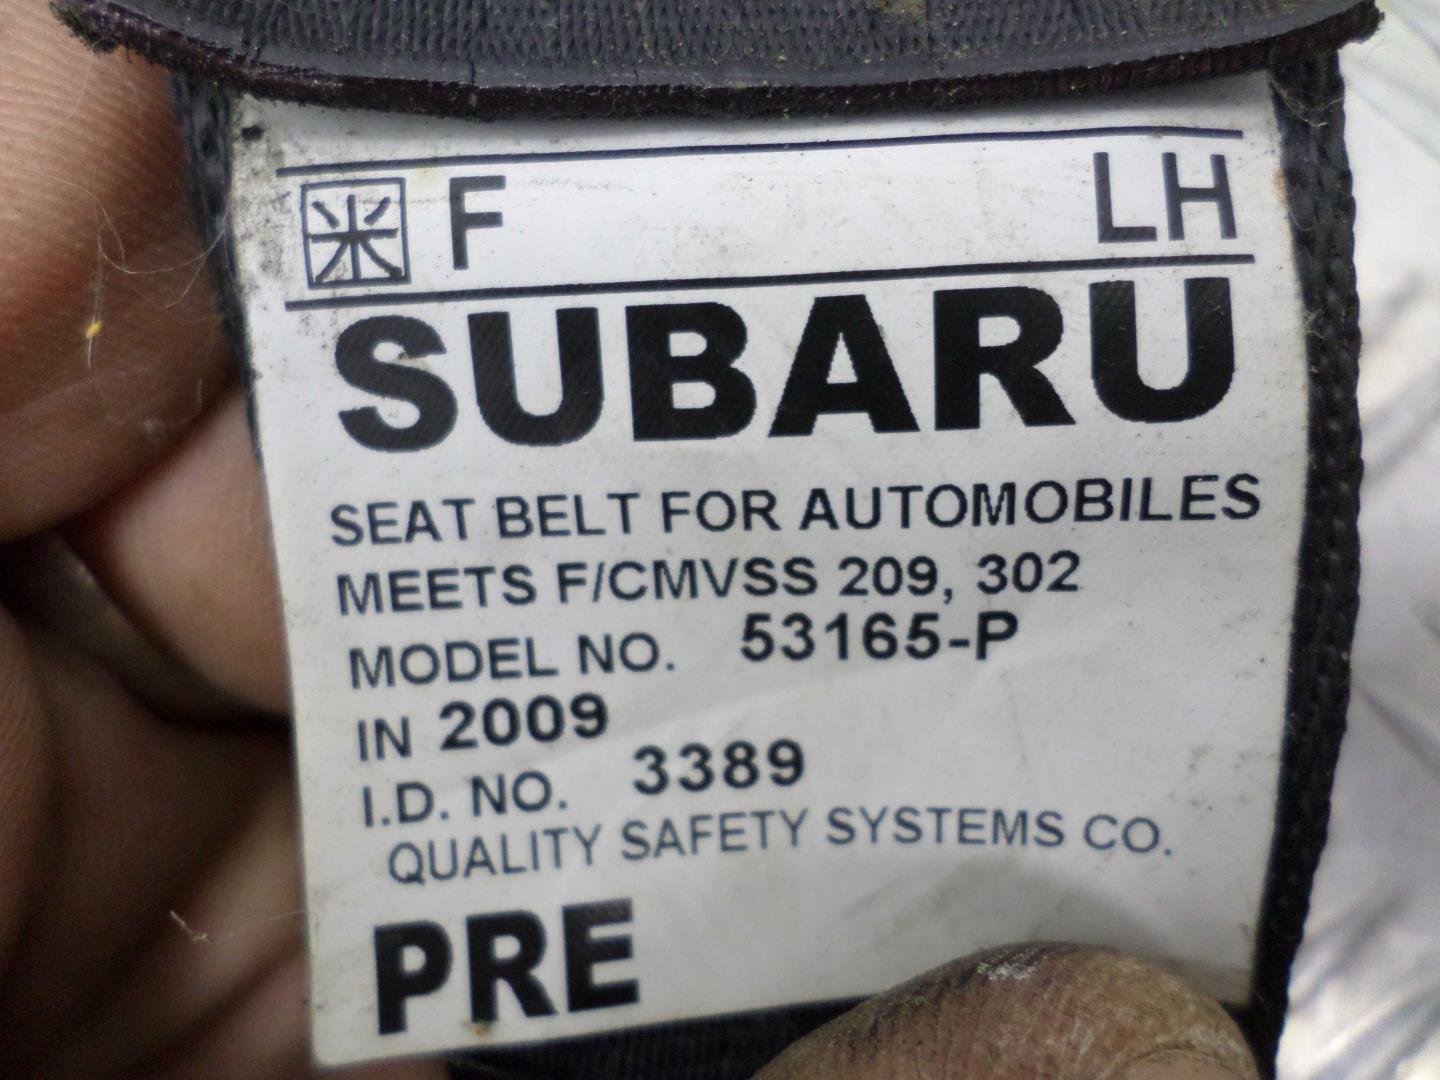 米 F LH
SUBARU
SEAT BELT FOR AUTOMOBILES
MEETS F/CMVSS 209, 302
MODEL NO. 53165-P
IN 2009
I.D. NO. 3389
QUALITY SAFETY SYSTEMS CO.
PRE